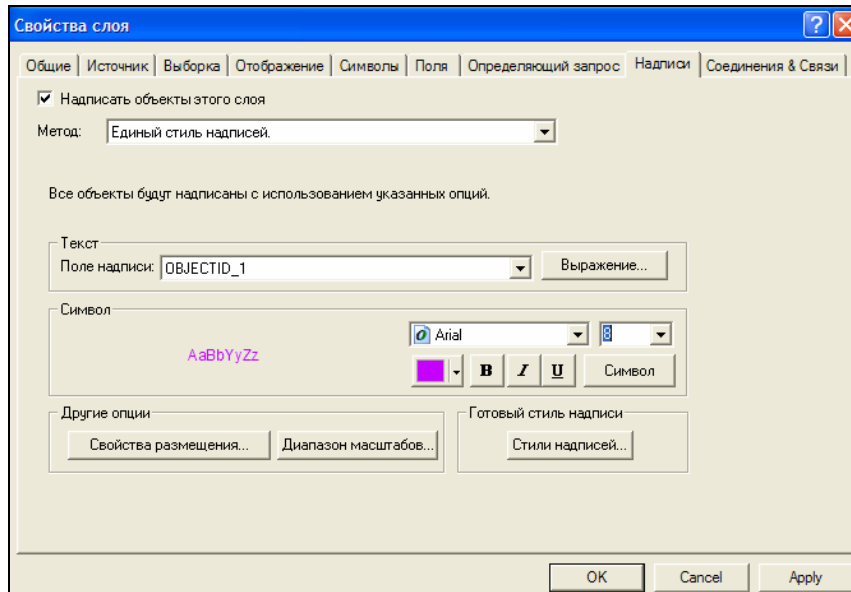 Свойства слоя
Общие Источник Выборка Отображение Символы Поля Определяющий запрос Надписи Соединения & Связи
Надписать объекты этого слоя
Метод: Единый стиль надписей.
Все объекты будут надписаны с использованием указанных опций.
Текст
Поле надписи: OBJECTID_1 Выражение...
Символ
Arial 8
AaBbYyZz
B I U Символ
Другие опции Готовый стиль надписи
Свойства размещения... Диапазон масштабов... Стили надписей...
OK Cancel Apply